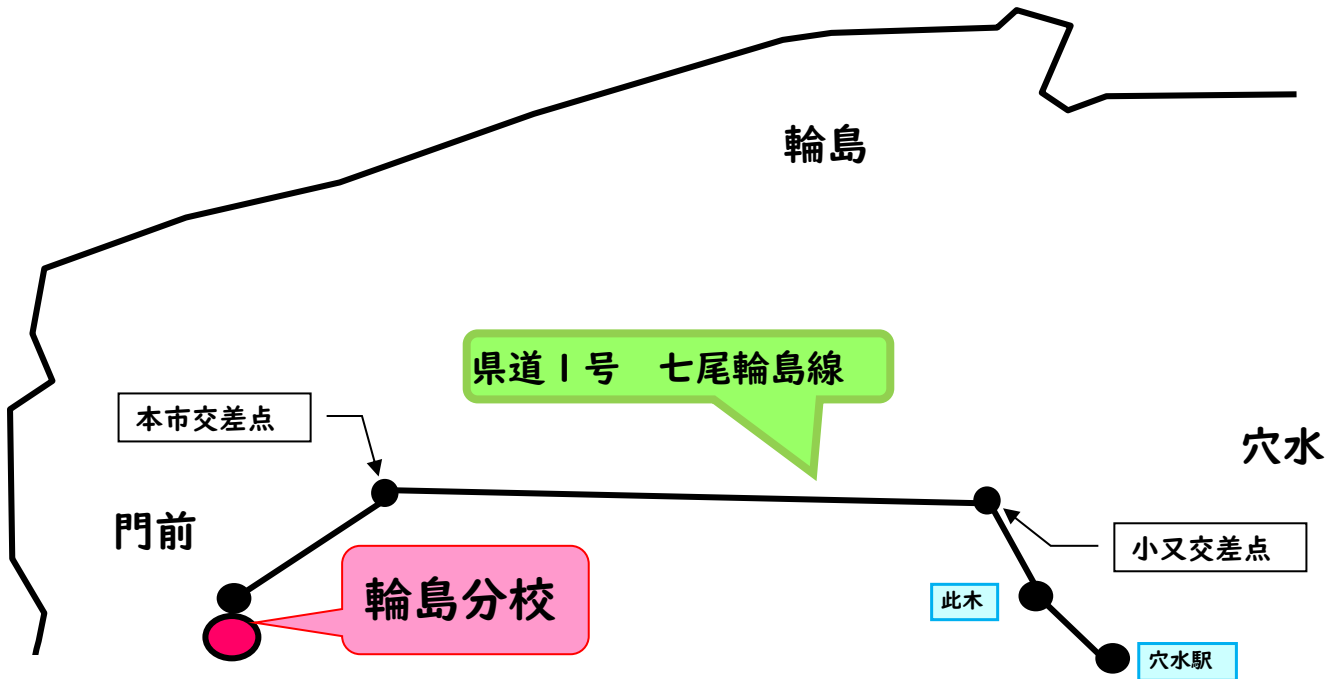 輪島
県道1号 七尾輪島線
本市交差点
穴水
門前
小又交差点
輪島分校
此木
穴水駅